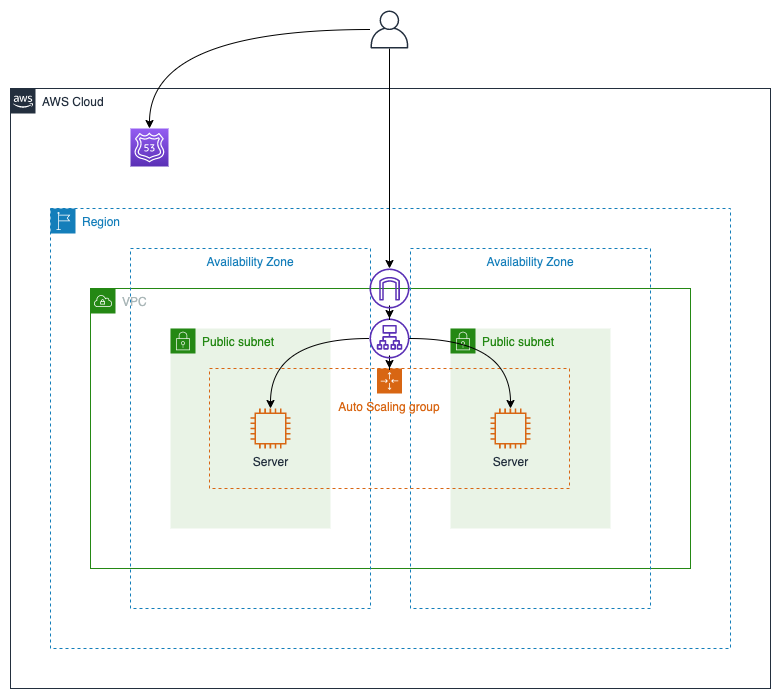 aws
AWS Cloud
53
Region
Availability Zone
Availability Zone
VPC
Public subnet
Public subnet
Auto Scaling group
Server
Server